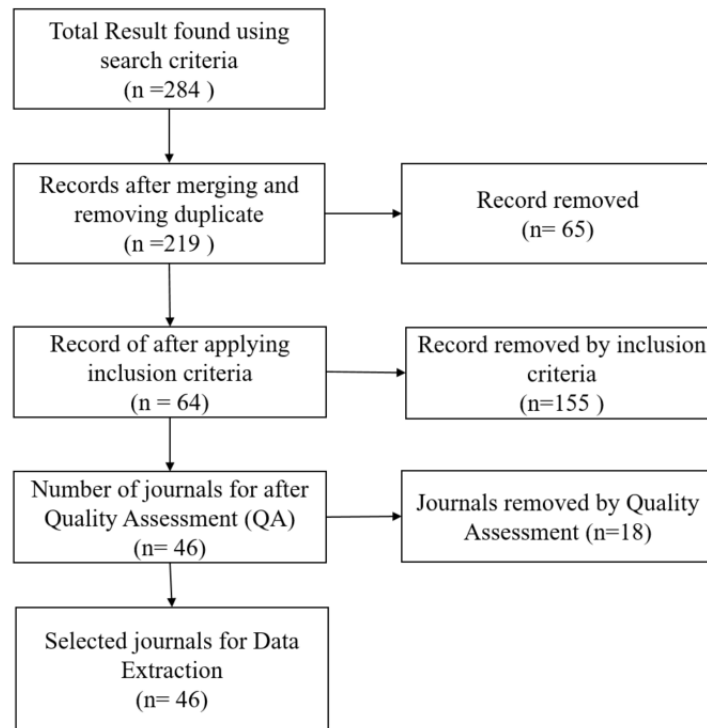 Total Result found using
search criteria
(n =284 )
Records after merging and
removing duplicate
(n =219 )
Record removed
(n= 65)
Record of after applying
inclusion criteria
(n = 64)
Record removed by inclusion
criteria
(n=155 )
Number of journals for after
Quality Assessment (QA)
(n= 46)
Journals removed by Quality
Assessment (n=18)
Selected journals for Data
Extraction
(n= 46)